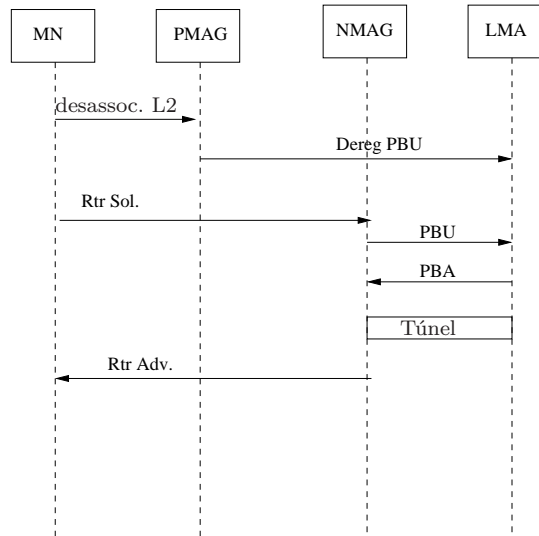 MN
PMAG
NMAG
LMA
desassoc. L2
Dereg PBU
Rtr Sol.
PBU
PBA
Túnel
Rtr Adv.